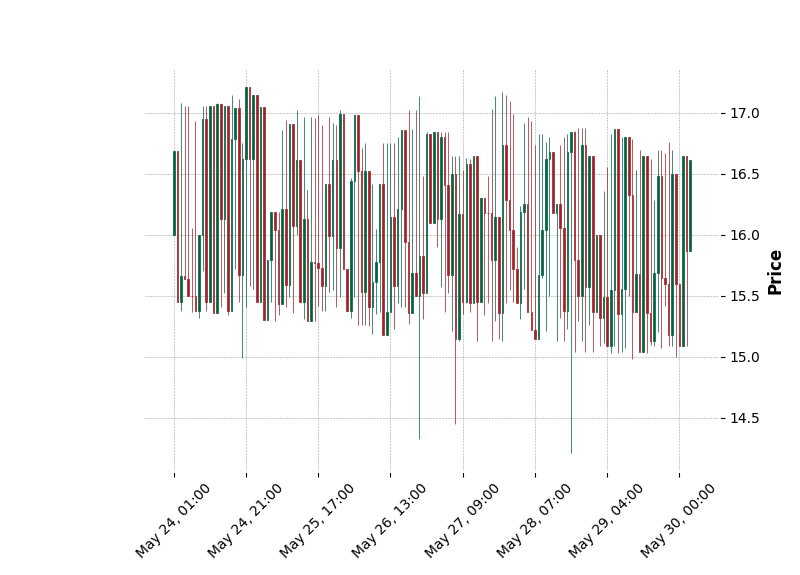 17.0
16.5
16.0
15.5
15.0
14.5
Price
May 24, 01:00
May 24, 21:00
May 25, 17:00
May 26, 13:00
May 27, 09:00
May 28, 07:00
May 29, 04:00
May 30, 00:00